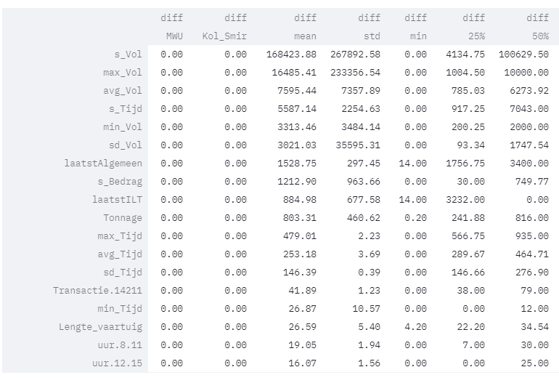 diff diff diff diff diff diff diff
MWU Kol_Smir mean std min 25% 50%
s_Vol 0.00 0.00 168423.88 267892.58 0.00 4134.75 100629.50
max_Vol 0.00 0.00 16485.41 233356.54 0.00 1004.50 10000.00
avg_Vol 0.00 0.00 7595.44 7357.89 0.00 785.03 6273.92
s_Tijd 0.00 0.00 5587.14 2254.63 0.00 917.25 7043.00
min_Vol 0.00 0.00 3313.46 3484.14 0.00 200.25 2000.00
sd_Vol 0.00 0.00 3021.03 35595.31 0.00 93.34 1747.54
laatstAlgemeen 0.00 0.00 1528.75 297.45 14.00 1756.75 3400.00
s_Bedrag 0.00 0.00 1212.90 963.66 0.00 30.00 749.77
laatstILT 0.00 0.00 884.98 677.58 14.00 3232.00 0.00
Tonnage 0.00 0.00 803.31 460.62 0.20 241.88 816.00
max_Tijd 0.00 0.00 479.01 2.23 0.00 566.75 935.00
avg_Tijd 0.00 0.00 253.18 3.69 0.00 289.67 464.71
sd_Tijd 0.00 0.00 146.39 0.39 0.00 146.66 276.90
Transactie.14211 0.00 0.00 41.89 1.23 0.00 38.00 79.00
min_Tijd 0.00 0.00 26.87 10.57 0.00 0.00 12.00
Lengte_vaartuig 0.00 0.00 26.59 5.40 4.20 22.20 34.54
uur.8.11 0.00 0.00 19.05 1.94 0.00 7.00 30.00
uur.12.15 0.00 0.00 16.07 1.56 0.00 0.00 25.00